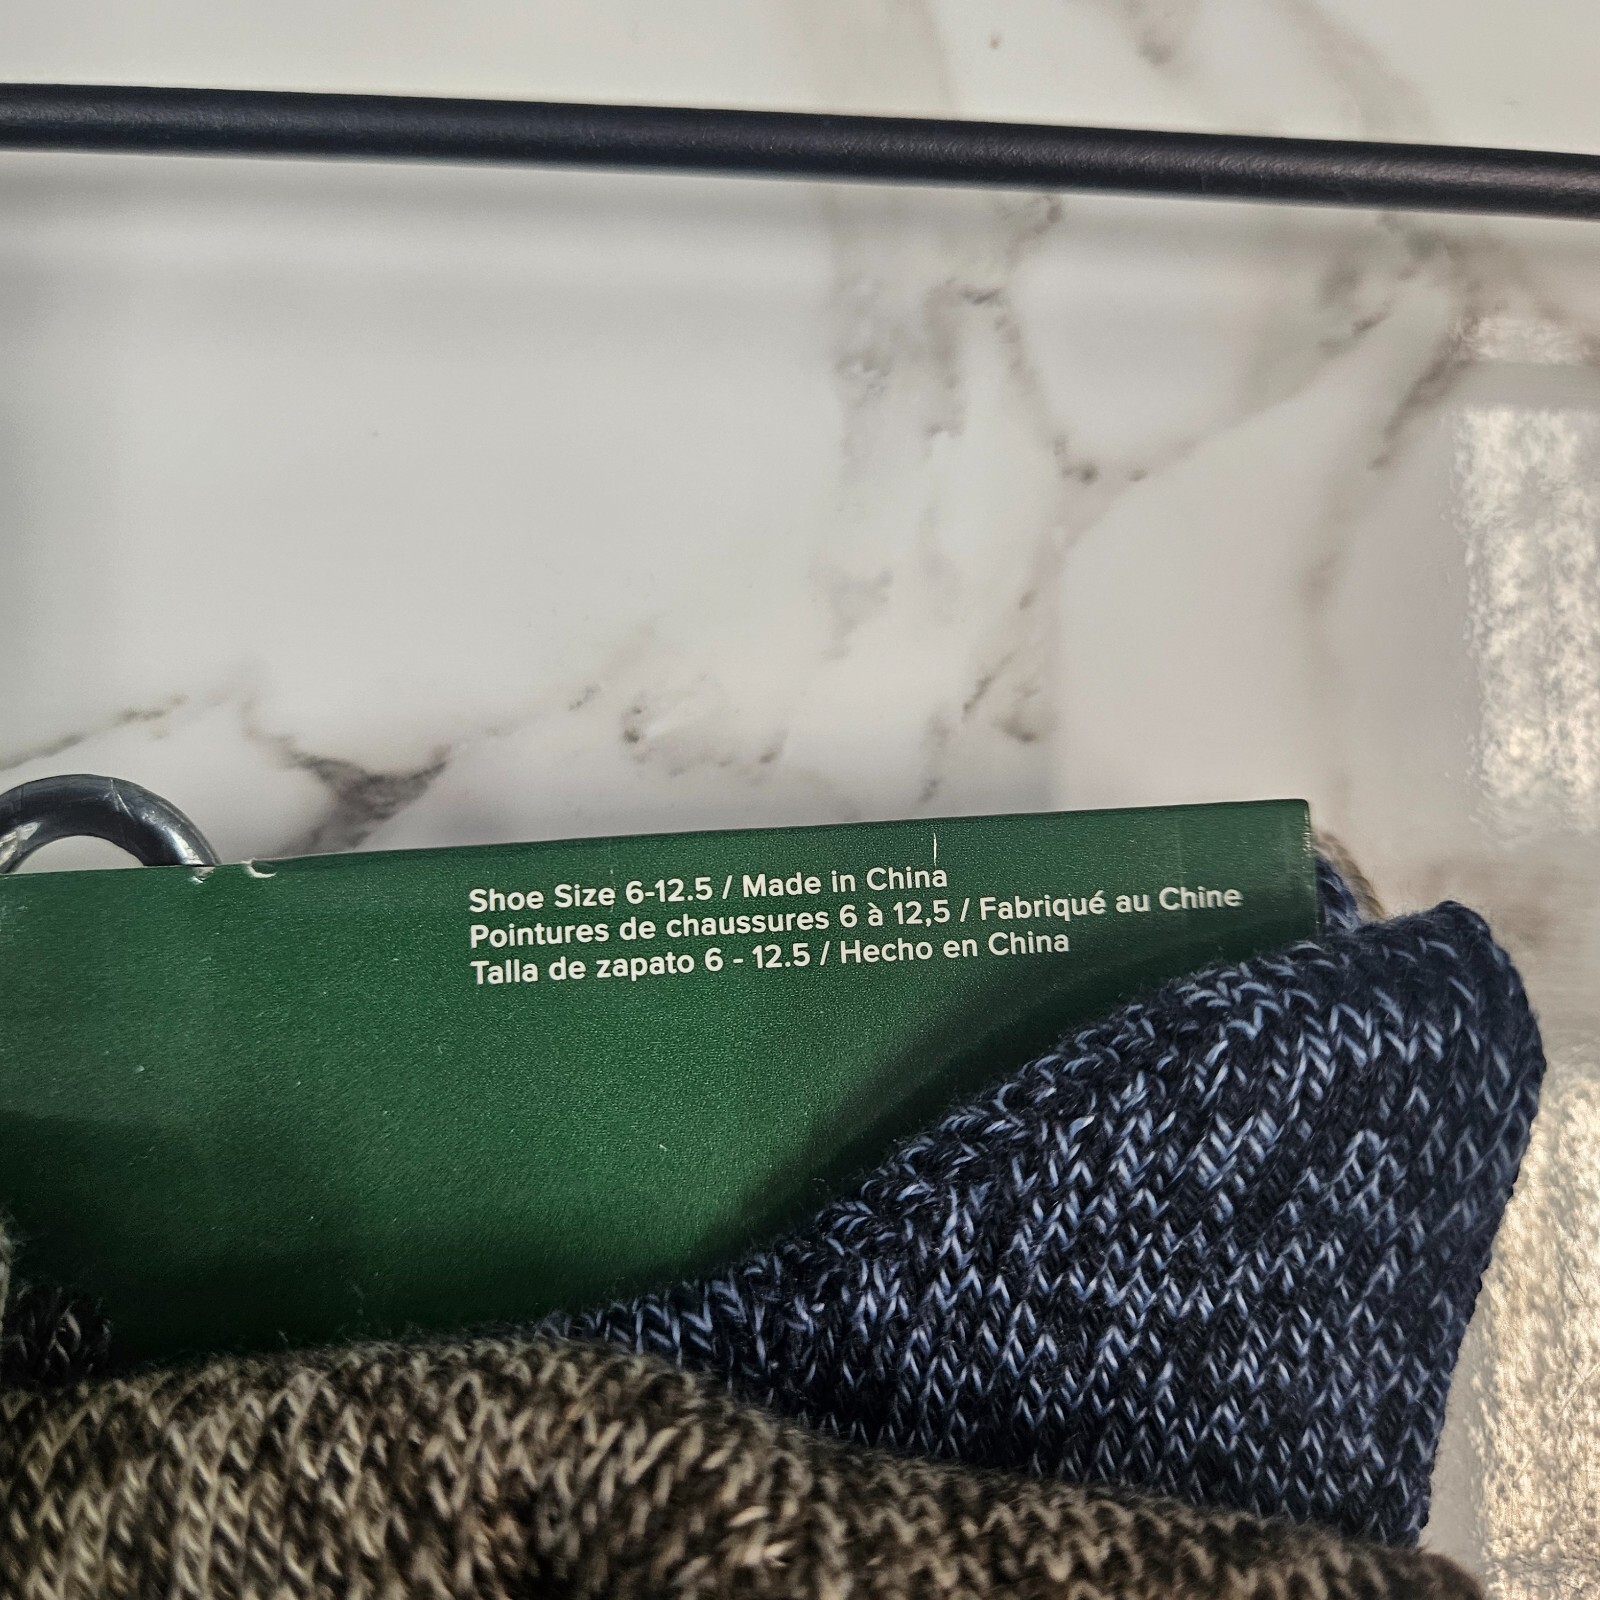 Shoe Size 6-12.5 / Made in China
Pointures de chaussures 6 à 12,5 / Fabriqué au Chine
Talla de zapato 6 - 12.5 / Hecho en China